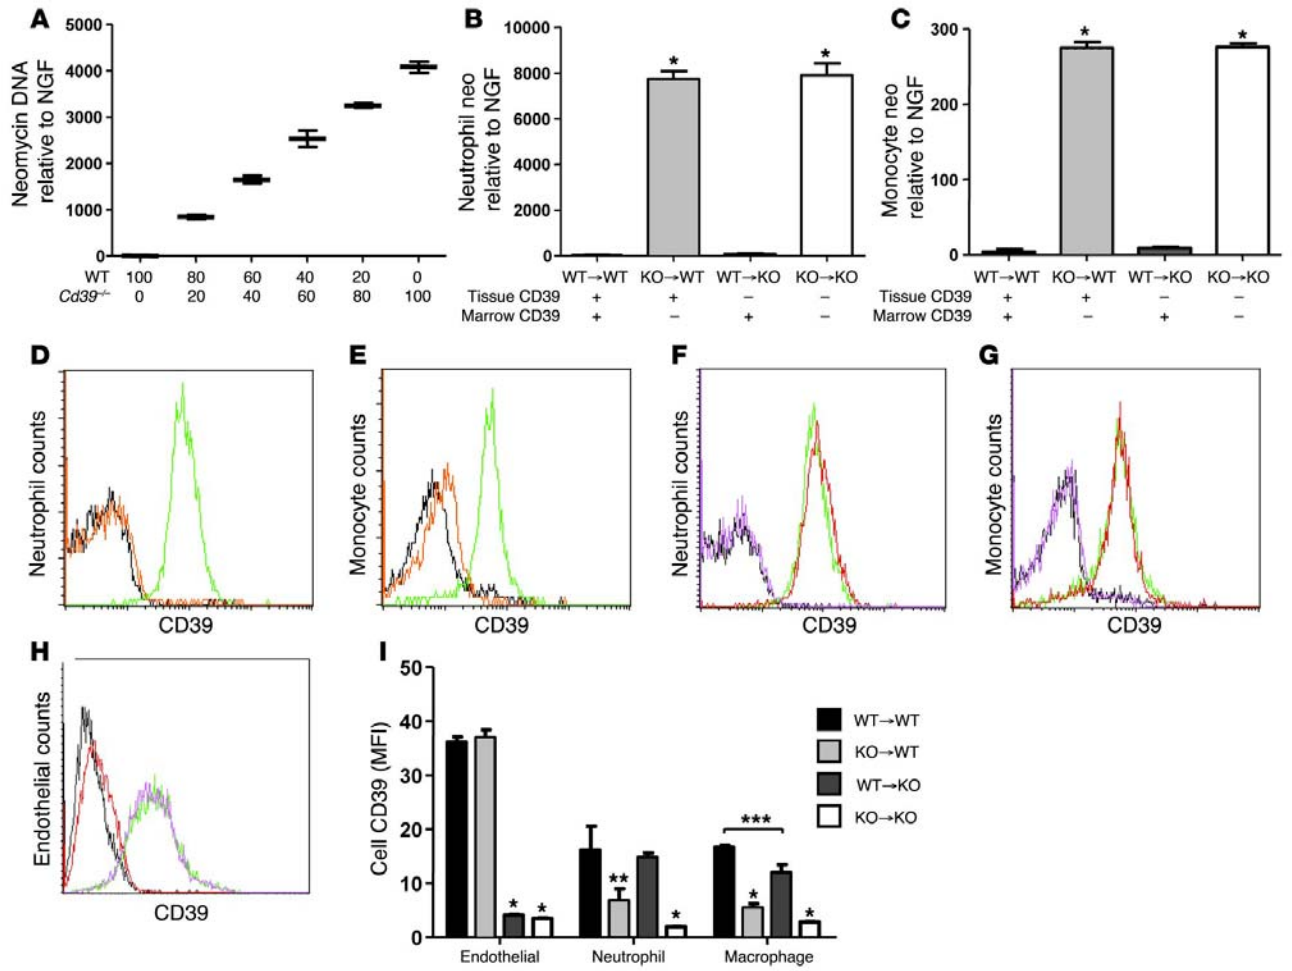 A
Neomycin DNA
relative to NGF
5000
4000
3000
2000
1000
0
WT 100 80 60 40 20 0
Cd39–/– 0 20 40 60 80 100
B
Neutrophil neo
relative to NGF
10000
8000
6000
4000
2000
0
* *
WT→WT KO→WT WT→KO KO→KO
Tissue CD39 + + – –
Marrow CD39 + – + –
C
Monocyte neo
relative to NGF
300
200
100
0
* *
WT→WT KO→WT WT→KO KO→KO
Tissue CD39 + + – –
Marrow CD39 + – + –
D
Neutrophil counts
CD39
E
Monocyte counts
CD39
F
Neutrophil counts
CD39
G
Monocyte counts
CD39
H
Endothelial counts
CD39
I
Cell CD39 (MFI)
50
40
30
20
10
0
* *
** *
***
* *
Endothelial Neutrophil Macrophage
WT→WT
KO→WT
WT→KO
KO→KO